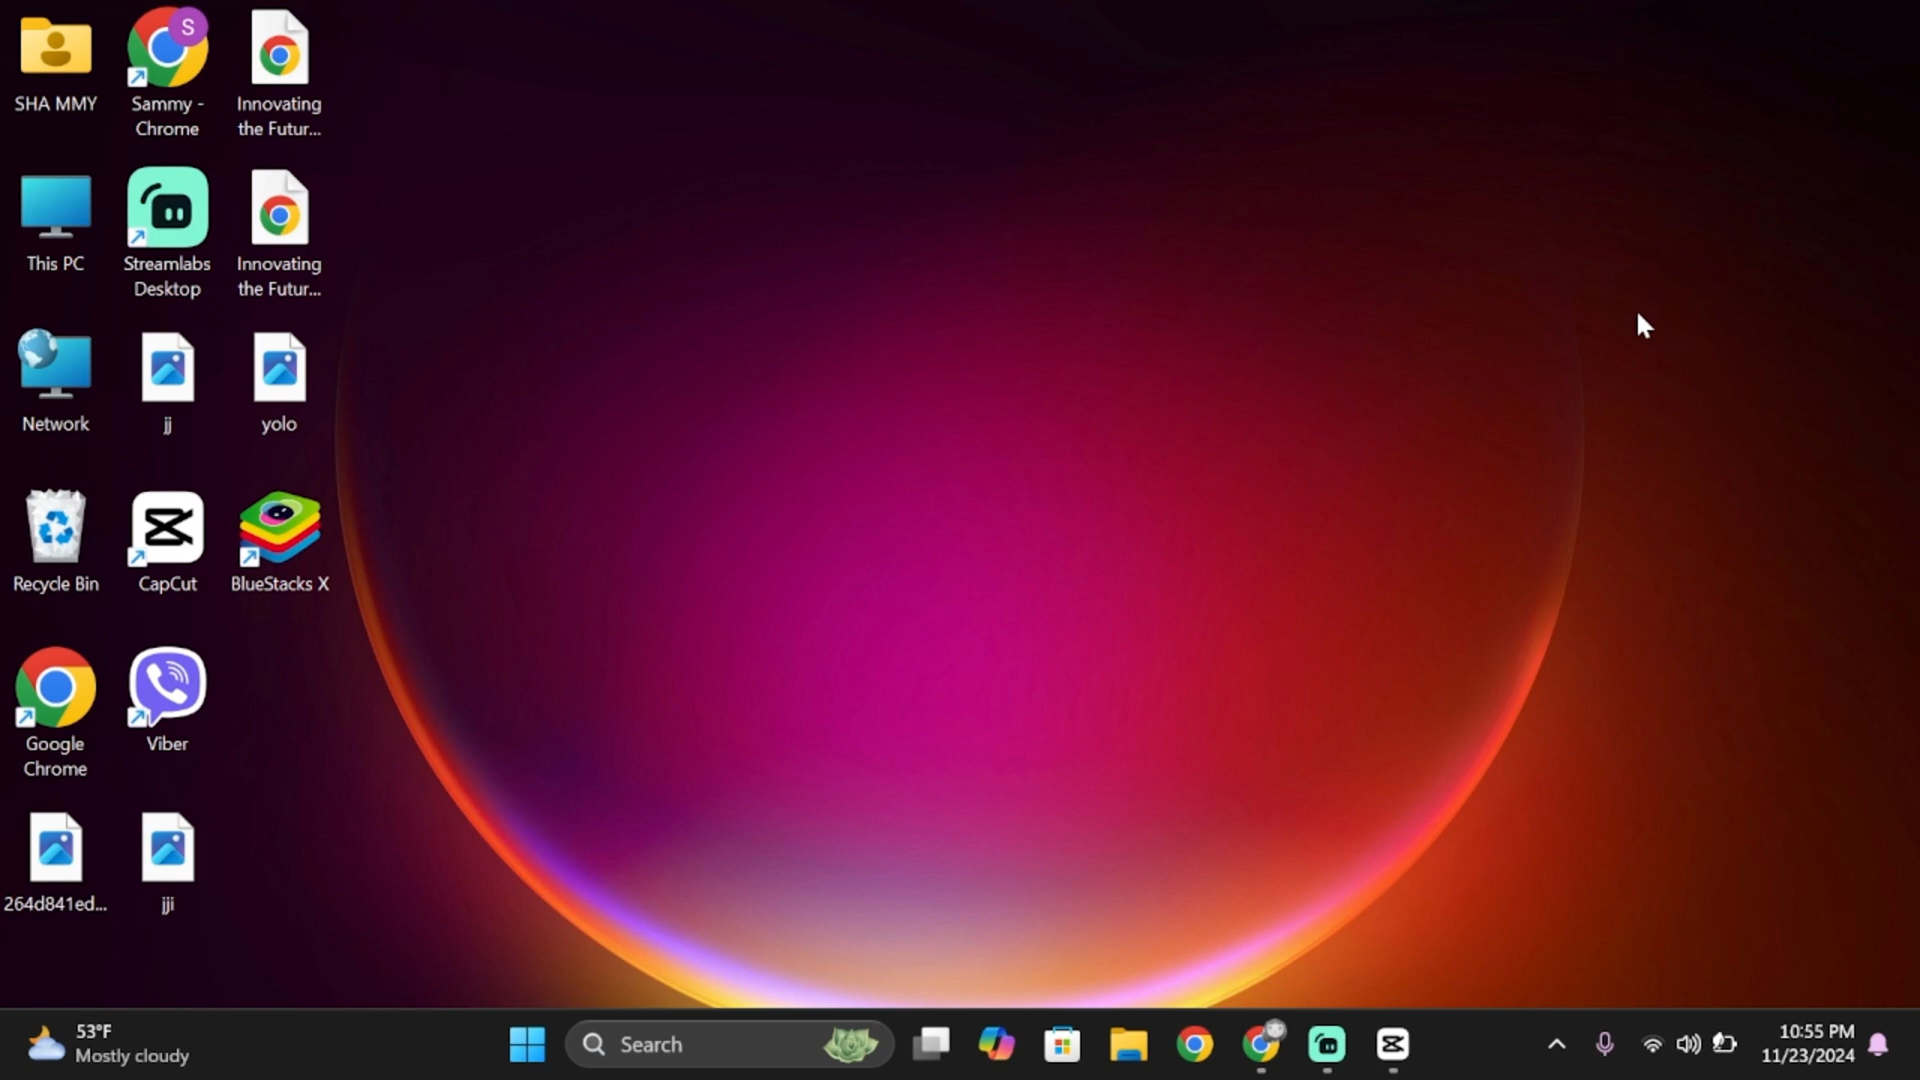 SHA MMY
S
Sammy -
Chrome
Innovating
the Futur...
This PC
Streamlabs
Desktop
Innovating
the Futur...
Network
jj
yolo
Recycle Bin
CapCut
BlueStacks X
Google
Chrome
Viber
264d841ed...
jji
53°F
Mostly cloudy
Search
10:55 PM
11/23/2024